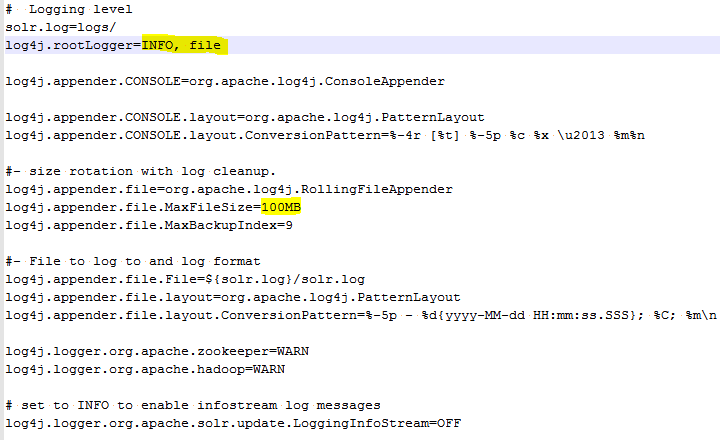 #  Logging level
solr.log=logs/
log4j.rootLogger=INFO, file
log4j.appender.CONSOLE=org.apache.log4j.ConsoleAppender
log4j.appender.CONSOLE.layout=org.apache.log4j.PatternLayout
log4j.appender.CONSOLE.layout.ConversionPattern=%-4r [%t] %-5p %c %x \u2013 %m%n
#- size rotation with log cleanup.
log4j.appender.file=org.apache.log4j.RollingFileAppender
log4j.appender.file.MaxFileSize=100MB
log4j.appender.file.MaxBackupIndex=9
#- File to log to and log format
log4j.appender.file.File=${solr.log}/solr.log
log4j.appender.file.layout=org.apache.log4j.PatternLayout
log4j.appender.file.layout.ConversionPattern=%-5p - %d{yyyy-MM-dd HH:mm:ss.SSS}; %C; %m\n
log4j.logger.org.apache.zookeeper=WARN
log4j.logger.org.apache.hadoop=WARN
# set to INFO to enable infostream log messages
log4j.logger.org.apache.solr.update.LoggingInfoStream=OFF